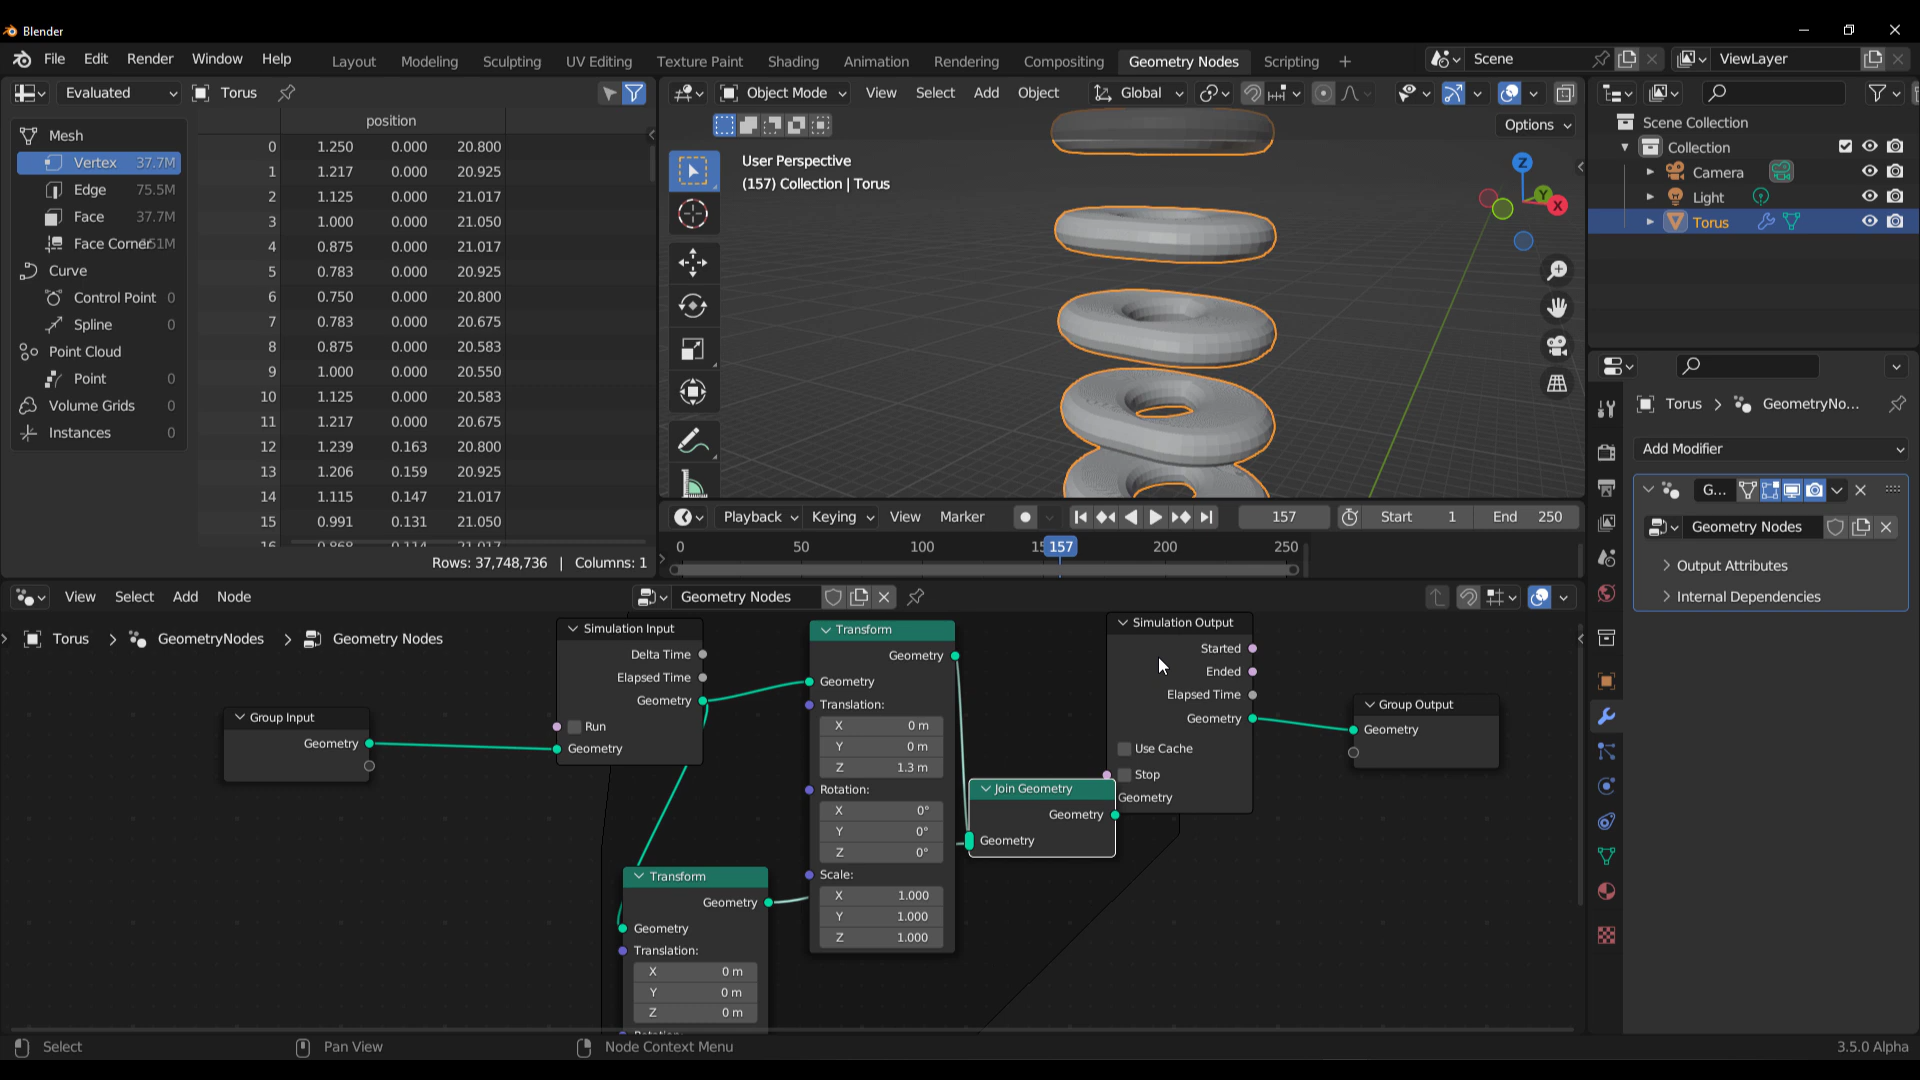 Blender
File Edit Render Window Help Layout Modeling Sculpting UV Editing Texture Paint Shading Animation Rendering Compositing Geometry Nodes Scripting + Scene ViewLayer
Evaluated Torus
position
Mesh
Vertex 37.7M
Edge 75.5M
Face 37.7M
Face Corner 151M
Curve
Control Point 0
Spline 0
Point Cloud
Point 0
Volume Grids 0
Instances 0
0 1.250 0.000 20.800
1 1.217 0.000 20.925
2 1.125 0.000 21.017
3 1.000 0.000 21.050
4 0.875 0.000 21.017
5 0.783 0.000 20.925
6 0.750 0.000 20.800
7 0.783 0.000 20.675
8 0.875 0.000 20.583
9 1.000 0.000 20.550
10 1.125 0.000 20.583
11 1.217 0.000 20.675
12 1.239 0.163 20.800
13 1.206 0.159 20.925
14 1.115 0.147 21.017
15 0.991 0.131 21.050
16 0.868 0.114 21.017
Rows: 37,748,736 | Columns: 1
Object Mode View Select Add Object Global
Options
User Perspective
(157) Collection | Torus
Z
Y
X
Playback Keying View Marker 157 Start 1 End 250
0 50 100 15 157 200 250
Scene Collection
Collection
Camera
Light
Torus
Torus > GeometryNo...
Add Modifier
G...
Geometry Nodes
> Output Attributes
> Internal Dependencies
View Select Add Node Geometry Nodes
Torus > GeometryNodes > Geometry Nodes
Group Input
Geometry
Simulation Input
Delta Time
Elapsed Time
Geometry
Run
Geometry
Transform
Geometry
Geometry
Translation:
X 0 m
Y 0 m
Z 1.3 m
Rotation:
X 0°
Y 0°
Z 0°
Scale:
X 1.000
Y 1.000
Z 1.000
Transform
Geometry
Geometry
Translation:
X 0 m
Y 0 m
Z 0 m
Rotation:
Join Geometry
Geometry
Geometry
Simulation Output
Started
Ended
Elapsed Time
Geometry
Use Cache
Stop
Geometry
Group Output
Geometry
Select Pan View Node Context Menu 3.5.0 Alpha